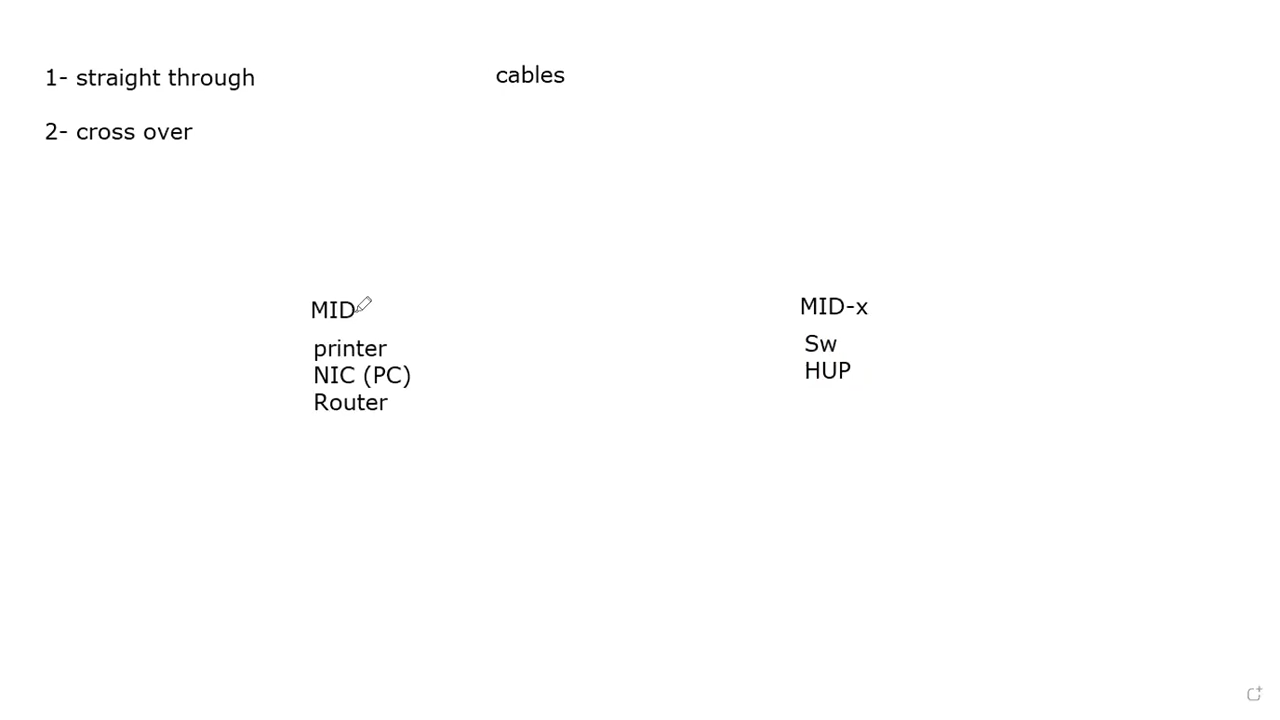 1- straight through
cables
2- cross over
MID
MID-x
printer
Sw
NIC (PC)
HUP
Router